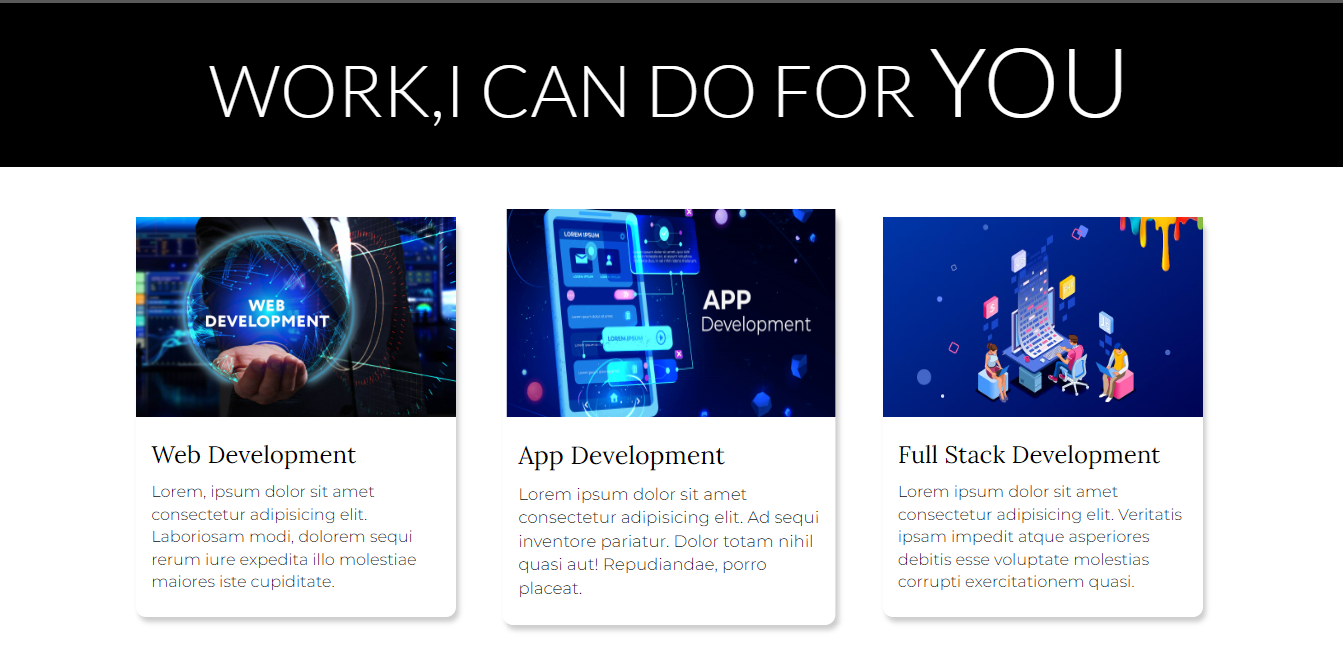 WORK,I CAN DO FOR YOU
WEB
DEVELOPMENT
LOREM IPSUM
APP
Development
LOREM IPSUM
Web Development
Lorem, ipsum dolor sit amet
consectetur adipisicing elit.
Laboriosam modi, dolorem sequi
rerum iure expedita illo molestiae
maiores iste cupiditate.
App Development
Lorem ipsum dolor sit amet
consectetur adipisicing elit. Ad sequi
inventore pariatur. Dolor totam nihil
quasi aut! Repudiandae, porro
placeat.
Full Stack Development
Lorem ipsum dolor sit amet
consectetur adipisicing elit. Veritatis
ipsam impedit atque asperiores
debitis esse voluptate molestias
corrupti exercitationem quasi.